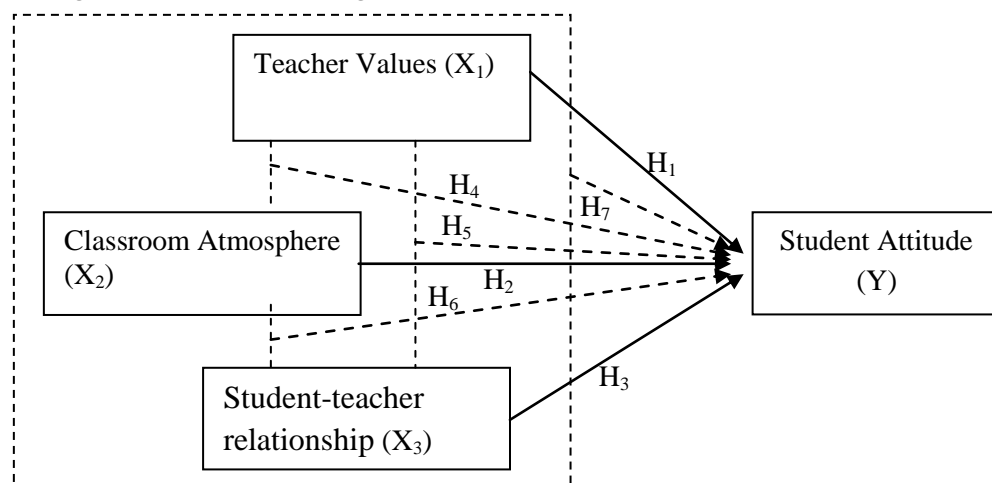 Teacher Values (X₁)
H₁
H₄
H₇
Classroom Atmosphere
(X₂)
H₅
Student Attitude
(Y)
H₂
H₆
H₃
Student-teacher
relationship (X₃)